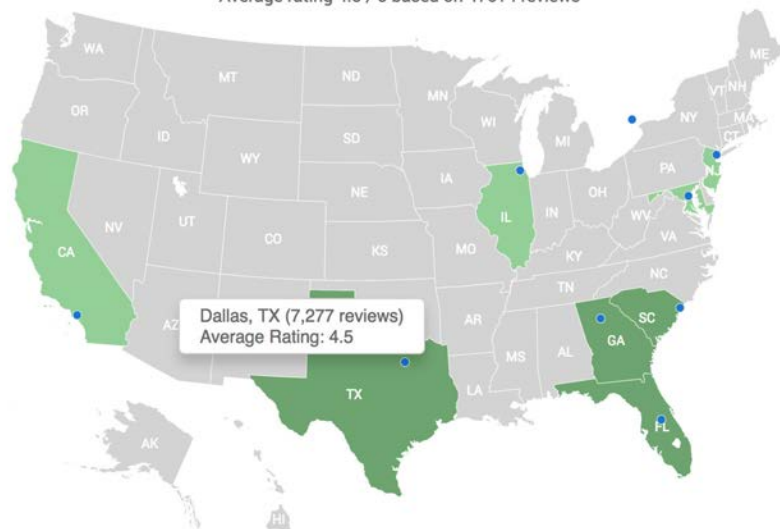 WA
ME
MT
ND
MN
VT
NH
OR
ID
SD
WI
MI
NY
MA
CT
WY
IA
PA
NJ
NE
NV
UT
IL
IN
OH
CO
WV
VA
CA
KS
MO
KY
NC
TN
AZ
Dallas, TX (7,277 reviews)
Average Rating: 4.5
AR
SC
MS
AL
GA
TX
LA
FL
AK
HI